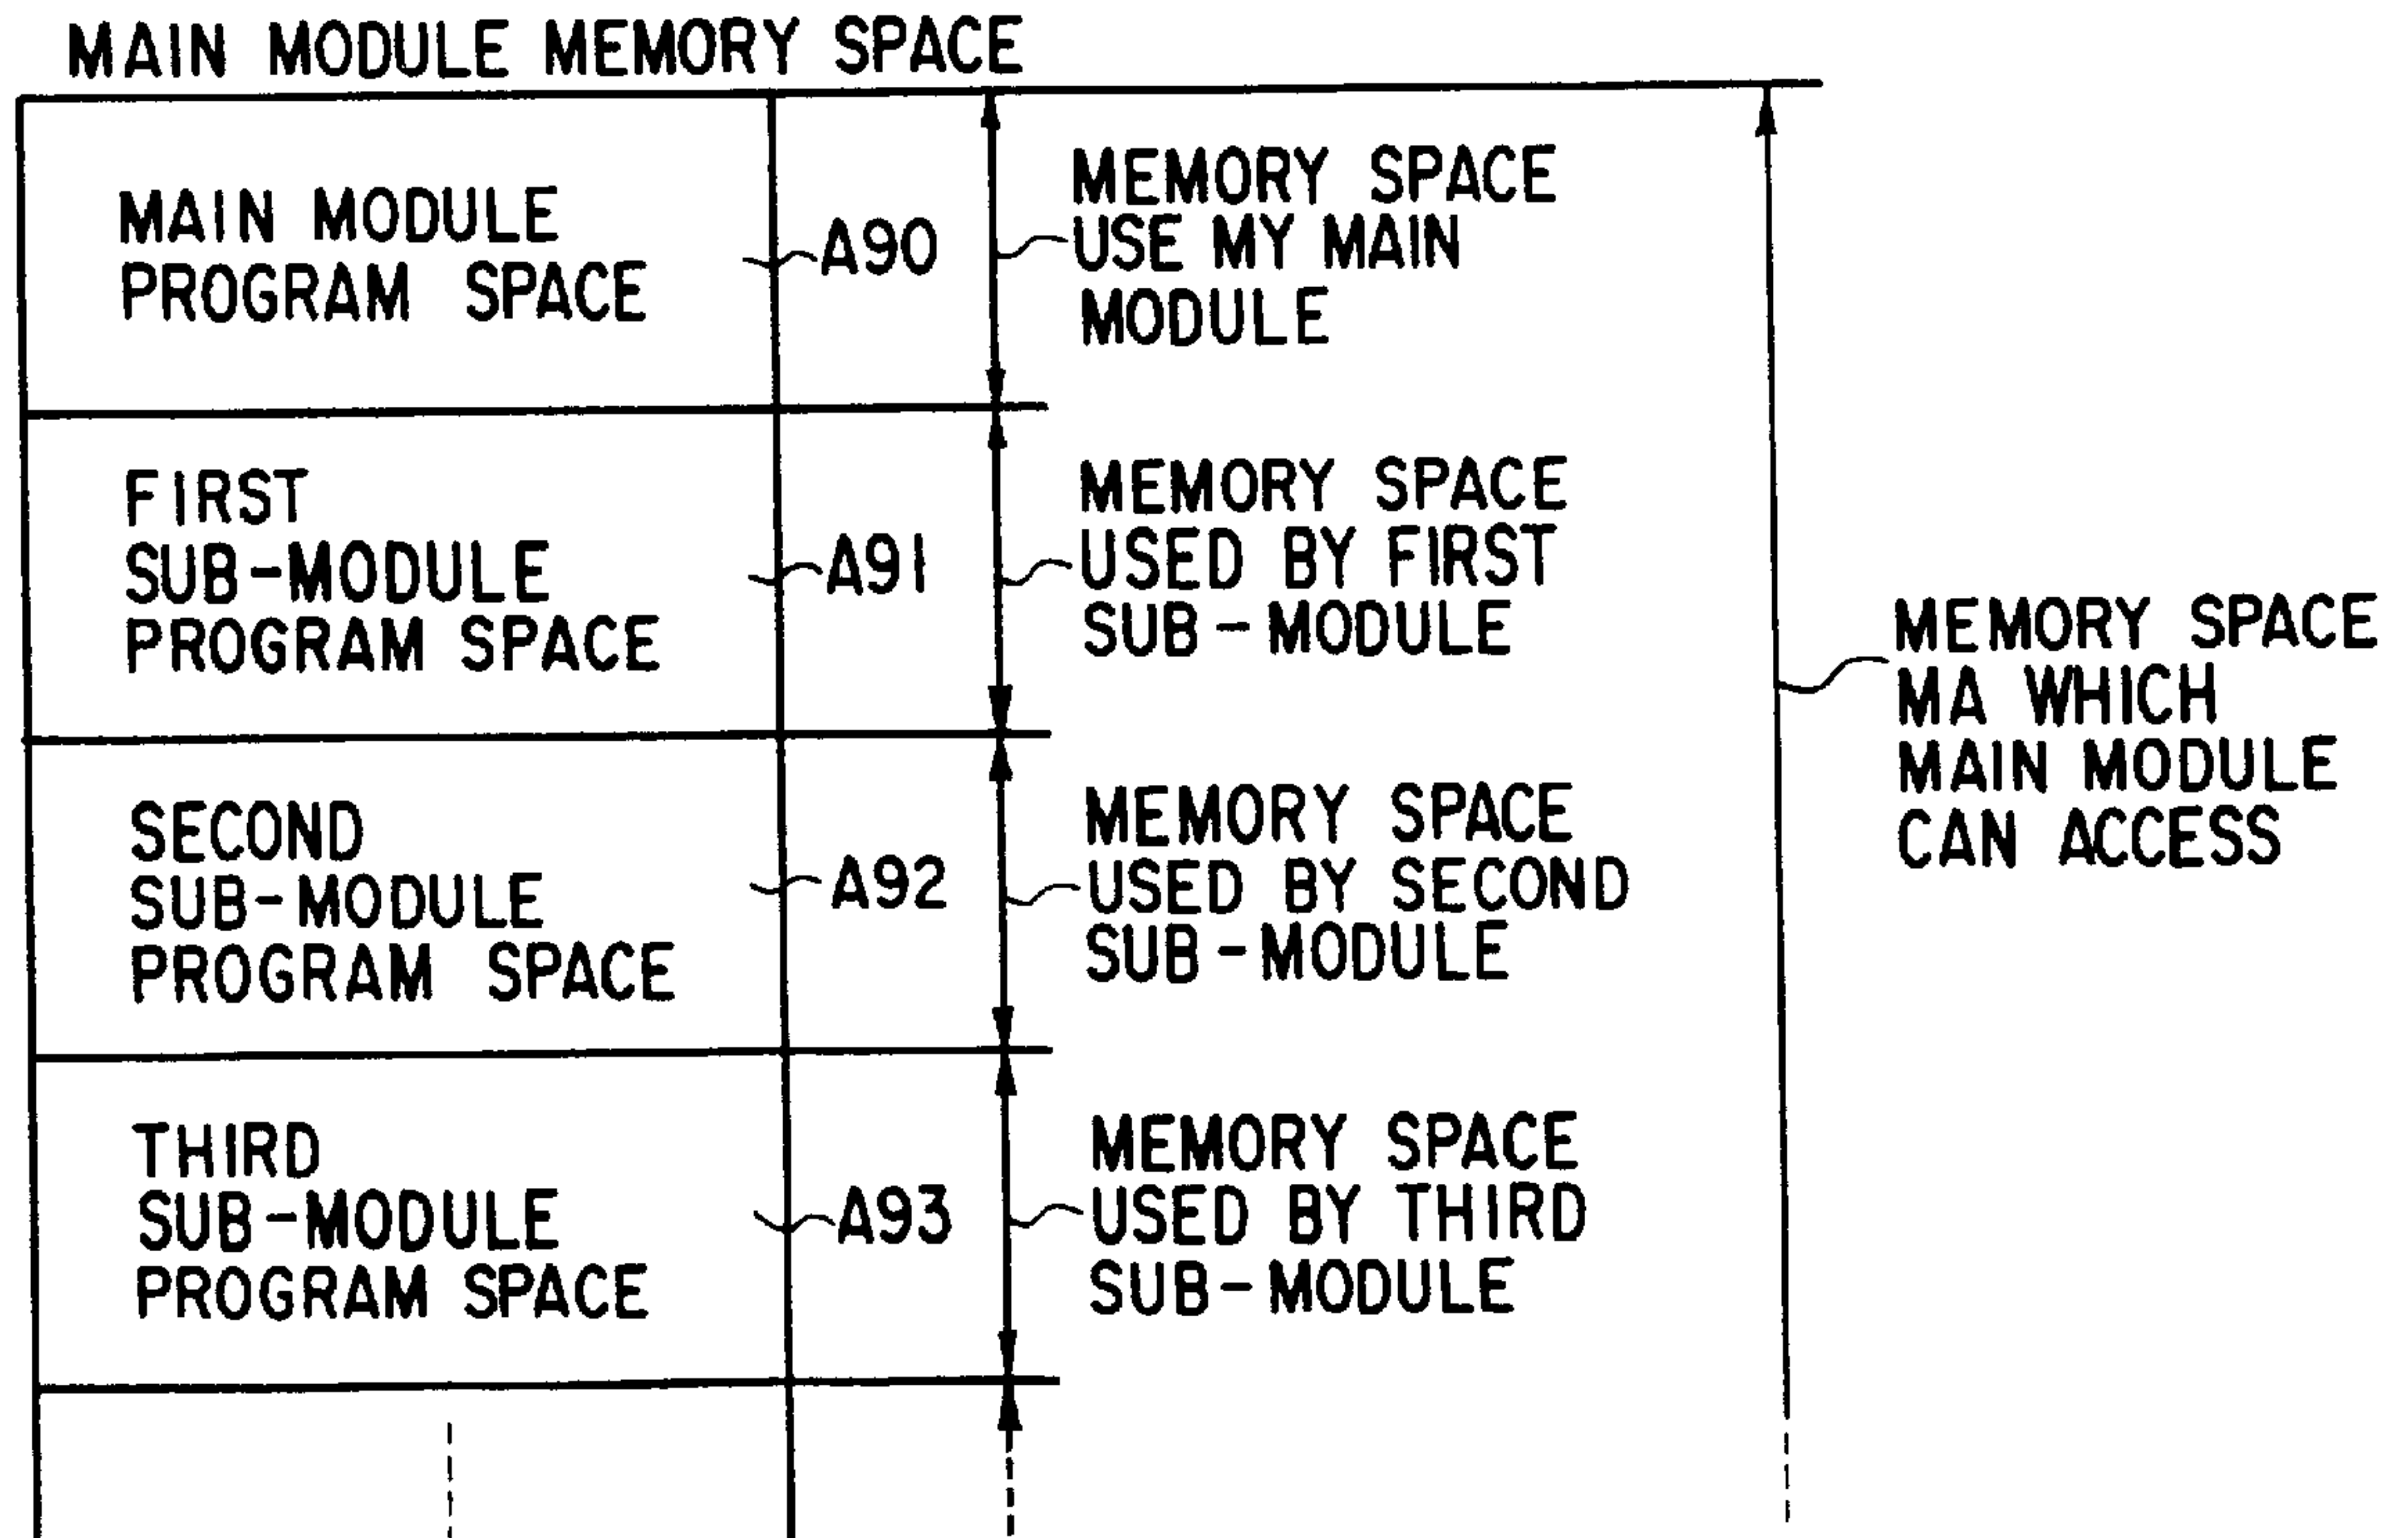 MAIN MODULE MEMORY SPACE
MAIN MODULE
PROGRAM SPACE
A90
MEMORY SPACE
USE MY MAIN
MODULE
FIRST
SUB-MODULE
PROGRAM SPACE
A91
MEMORY SPACE
USED BY FIRST
SUB-MODULE
MEMORY SPACE
MA WHICH
MAIN MODULE
CAN ACCESS
SECOND
SUB-MODULE
PROGRAM SPACE
A92
MEMORY SPACE
USED BY SECOND
SUB-MODULE
THIRD
SUB-MODULE
PROGRAM SPACE
A93
MEMORY SPACE
USED BY THIRD
SUB-MODULE